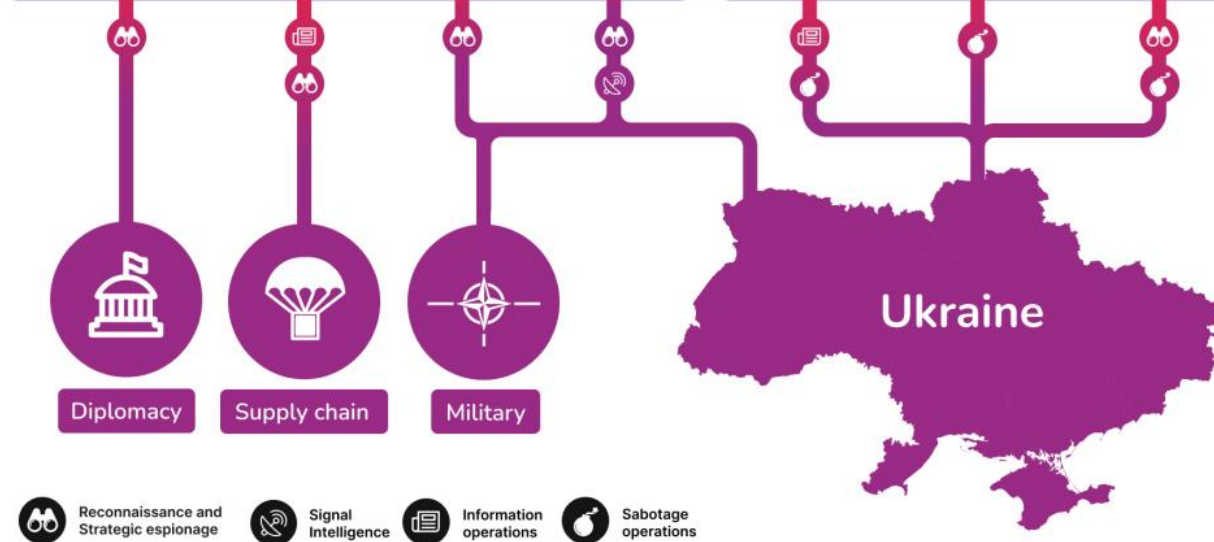 Ukraine
Diplomacy
Supply chain
Military
Reconnaissance and
Strategic espionage
Signal
Intelligence
Information
operations
Sabotage
operations